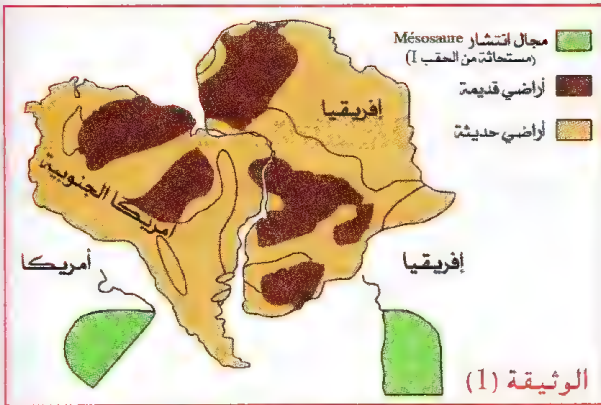 مجال انتشار Mésosaure
(مستحاثة من الحقب I)
أراضي قديمة
أراضي حديثة
إفريقيا
أمريكا الجنوبية
أمريكا
إفريقيا
الوثيقة (1)